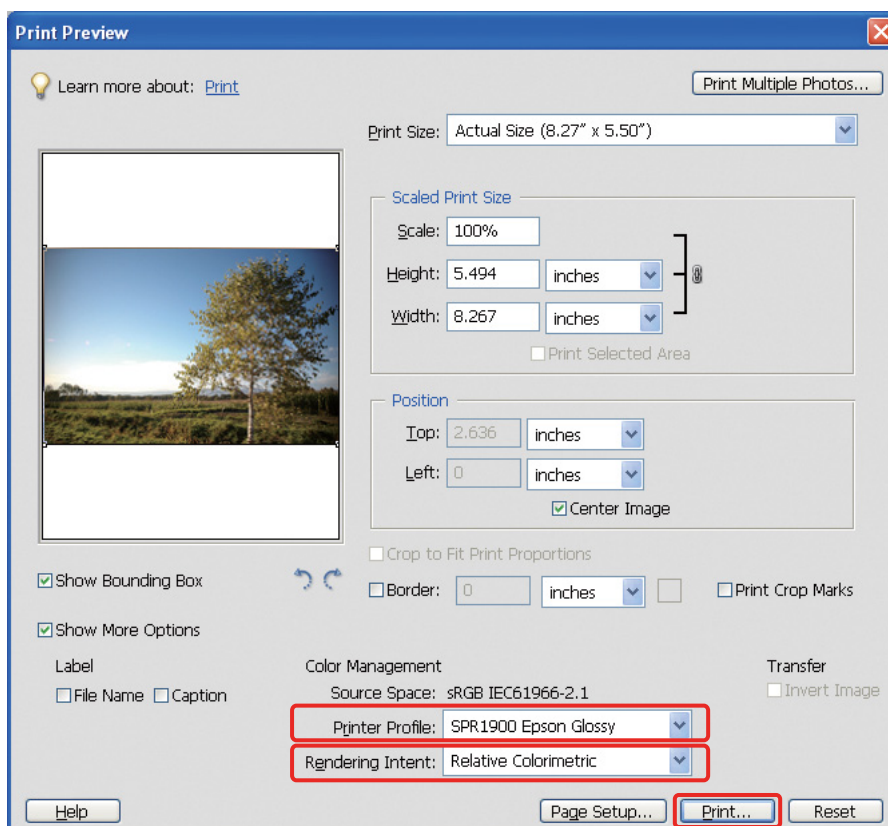 Print Preview
Learn more about: Print
Print Multiple Photos...
Print Size: Actual Size (8.27" x 5.50")
Scaled Print Size
Scale: 100%
Height: 5.494 inches
Width: 8.267 inches
Print Selected Area
Position
Top: 2.636 inches
Left: 0 inches
Center Image
Crop to Fit Print Proportions
Show Bounding Box
Border: 0 inches
Print Crop Marks
Show More Options
Label
File Name Caption
Color Management
Source Space: sRGB IEC61966-2.1
Printer Profile: SPR1900 Epson Glossy
Rendering Intent: Relative Colorimetric
Transfer
Invert Image
Help
Page Setup...
Print...
Reset